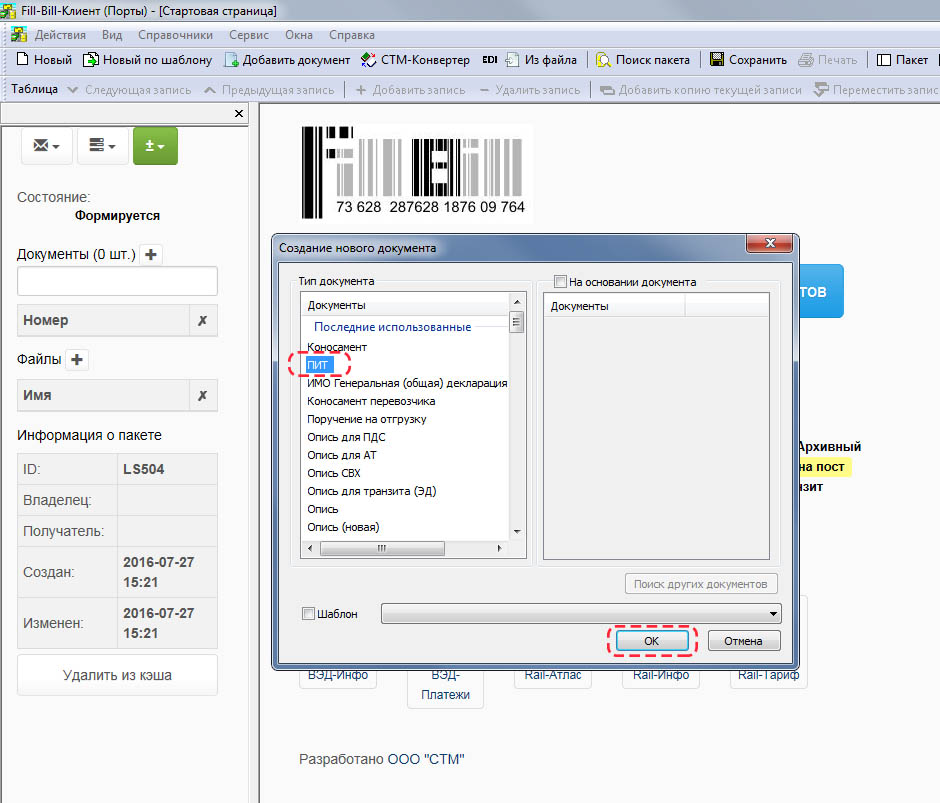 Fill-Bill-Клиент (Порты) - [Стартовая страница]
Действия Вид Справочники Сервис Окна Справка
Новый Новый по шаблону Добавить документ СТМ-Конвертер EDI Из файла Поиск пакета Сохранить Печать Пакет
Таблица Следующая запись Предыдущая запись Добавить запись Удалить запись Добавить копию текущей записи Переместить запис
Состояние:
Формируется
Документы (0 шт.)
Номер
Файлы
Имя
Информация о пакете
ID: LS504
Владелец:
Получатель:
Создан: 2016-07-27
15:21
Изменен: 2016-07-27
15:21
Удалить из кэша
73 628 287628 1876 09 764
Создание нового документа
Тип документа
Документы
Последние использованные
Коносамент
ПИТ
ИМО Генеральная (общая) декларация
Коносамент перевозчика
Поручение на отгрузку
Опись для ПДС
Опись для АТ
Опись СВХ
Опись для транзита (ЭД)
Опись
Опись (новая)
На основании документа
Документы
Поиск других документов
Шаблон
ОК
Отмена
ТОВ
Архивный
на пост
нзит
ВЭД-Инфо
ВЭД-
Платежи
Rail-Атлас
Rail-Инфо
Rail-Тариф
Разработано ООО "СТМ"